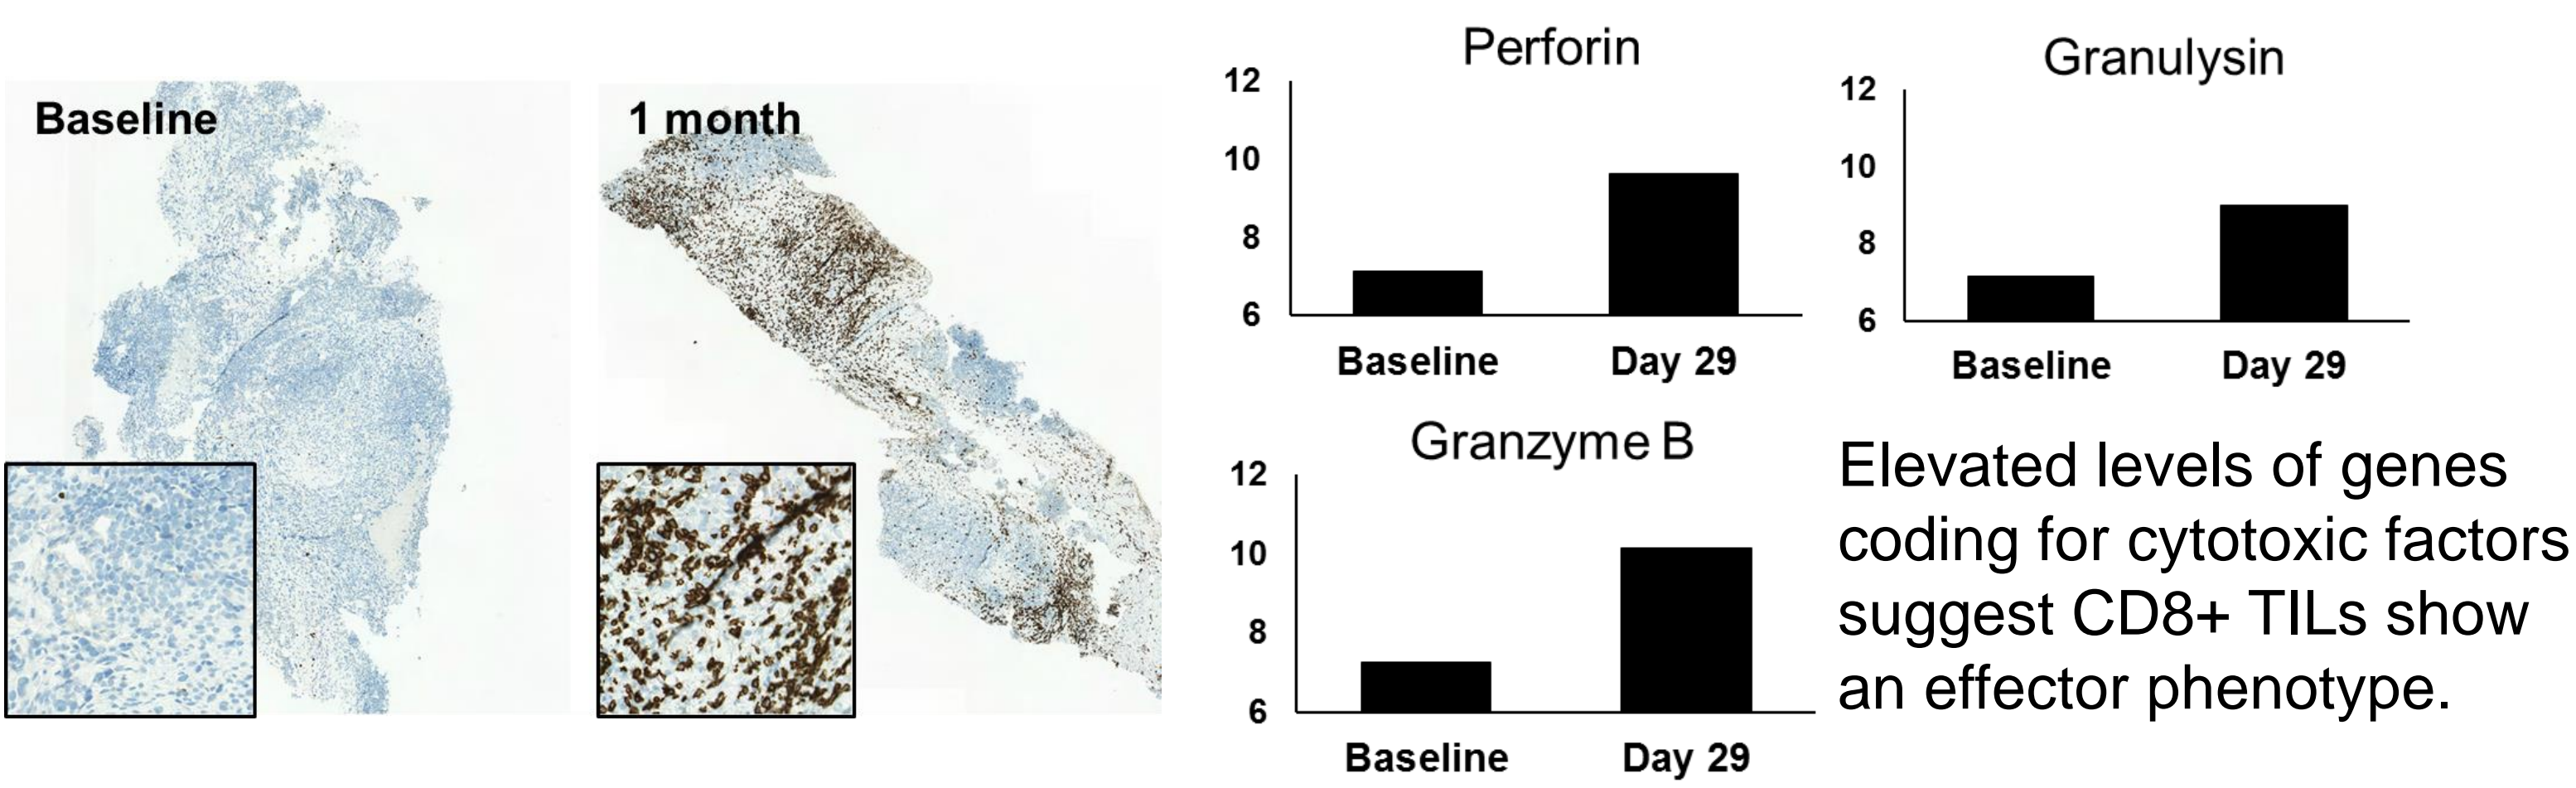 Baseline
1 month
Perforin
12
10
8
6
Baseline Day 29
Granulysin
12
10
8
6
Baseline Day 29
Granzyme B
12
10
8
6
Baseline Day 29
Elevated levels of genes
coding for cytotoxic factors
suggest CD8+ TILs show
an effector phenotype.